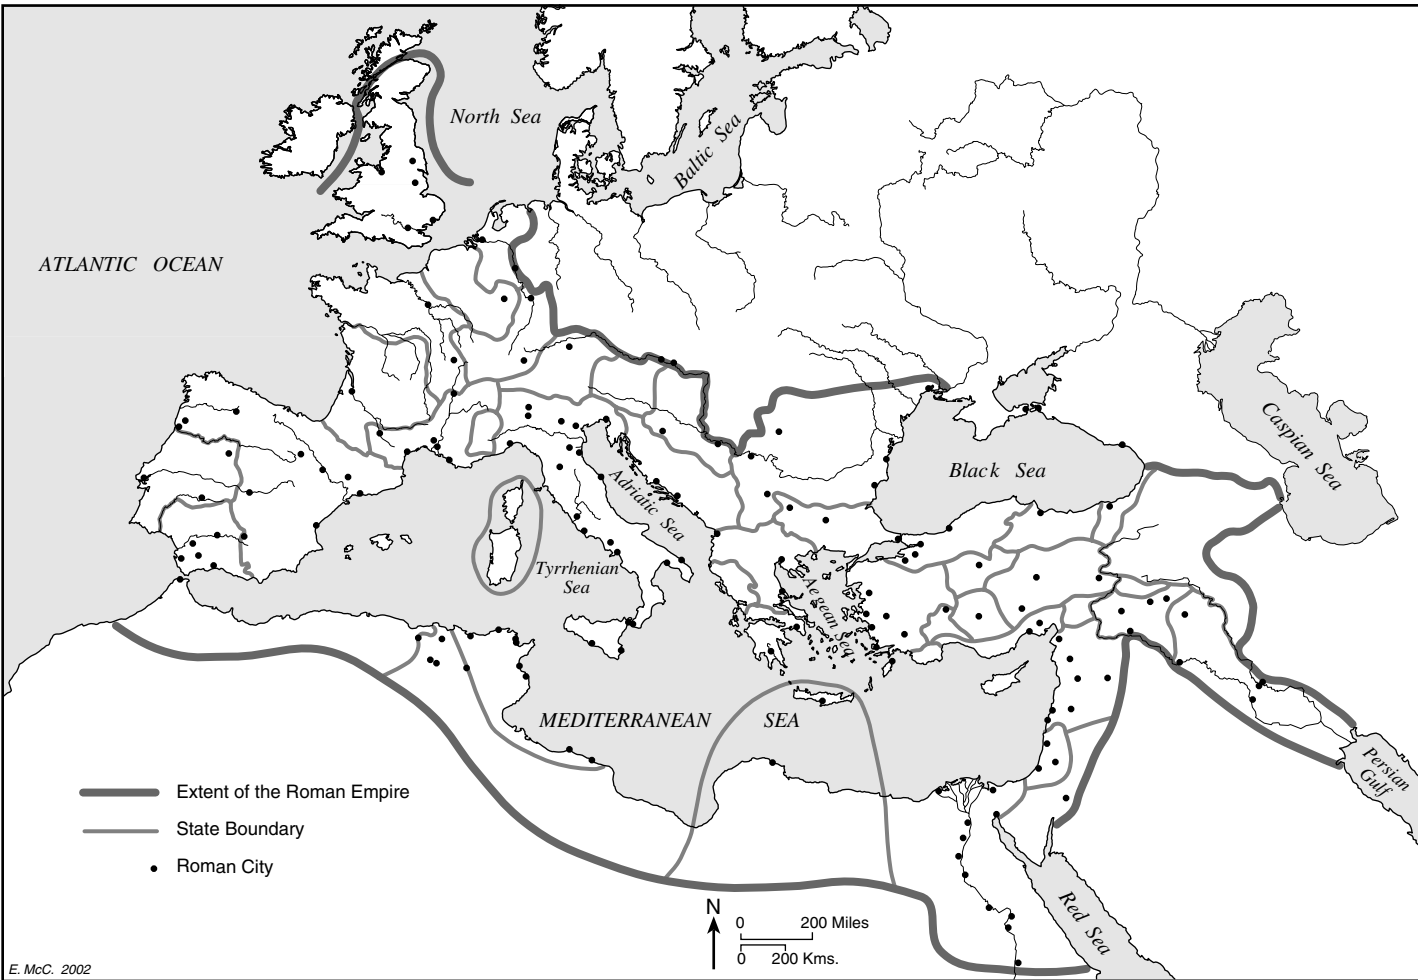 North Sea
Baltic Sea
ATLANTIC OCEAN
Caspian Sea
Black Sea
Adriatic Sea
Tyrrhenian
Sea
Aegean Seq
MEDITERRANEAN SEA
Persian
Gulf
Extent of the Roman Empire
State Boundary
Roman City
Red Sea
N
0 200 Miles
0 200 Kms.
E. McC. 2002